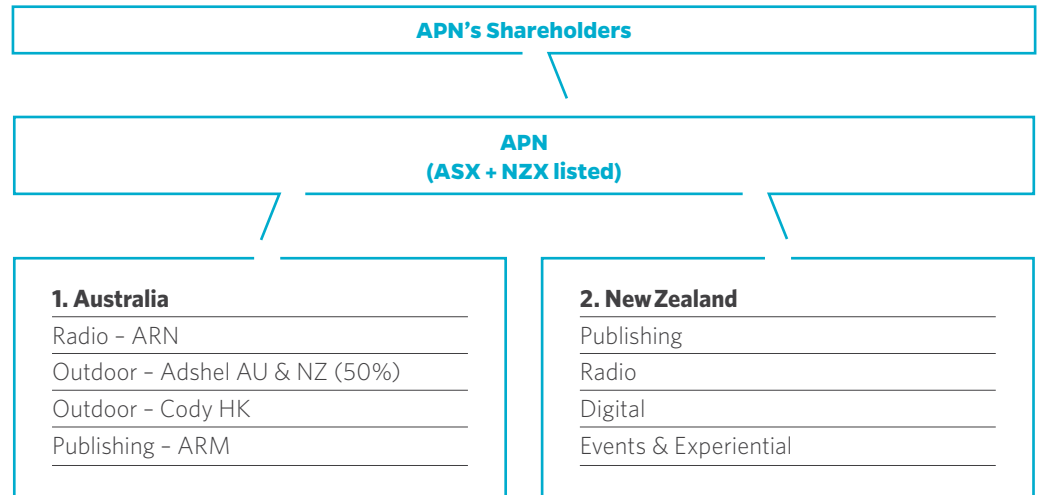 APN's Shareholders
APN
(ASX + NZX listed)
1. Australia
Radio – ARN
Outdoor – Adshel AU & NZ (50%)
Outdoor – Cody HK
Publishing – ARM
2. New Zealand
Publishing
Radio
Digital
Events & Experiential